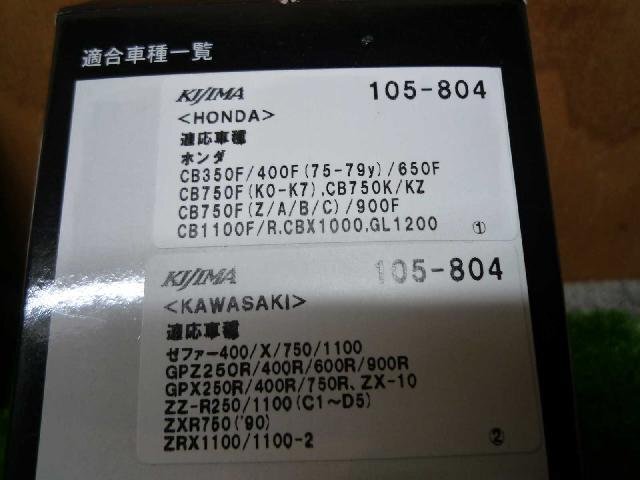 適合車種一覧
KIJIMA 105-804
<HONDA>
適応車種
ホンダ
CB350F/400F(75-79y)/650F
CB750F(K0-K7),CB750K/KZ
CB750F(Z/A/B/C)/900F
CB1100F/R.CBX1000,GL1200 ①
KIJIMA 105-804
<KAWASAKI>
適応車種
ゼファー400/X/750/1100
GPZ250R/400R/600R/900R
GPX250R/400R/750R、ZX-10
ZZ-R250/1100(C1~D5)
ZXR750('90)
ZRX1100/1100-2 ②